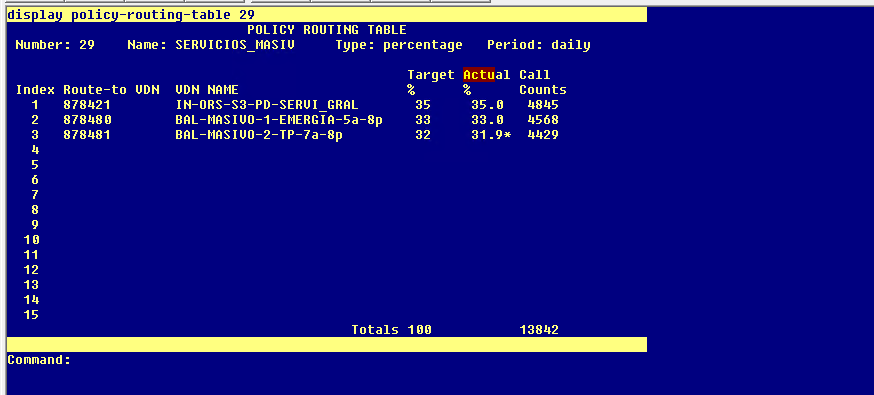 display policy-routing-table 29
POLICY ROUTING TABLE
Number: 29 Name: SERVICIOS_MASIV Type: percentage Period: daily
Target Actual Call
Index Route-to VDN VDN NAME % % Counts
1 878421 IN-ORS-S3-PD-SERVI_GRAL 35 35.0 4845
2 878480 BAL-MASIVO-1-EMERGIA-5a-8p 33 33.0 4568
3 878481 BAL-MASIVO-2-TP-7a-8p 32 31.9* 4429
4
5
6
7
8
9
10
11
12
13
14
15
Totals 100 13842
Command: